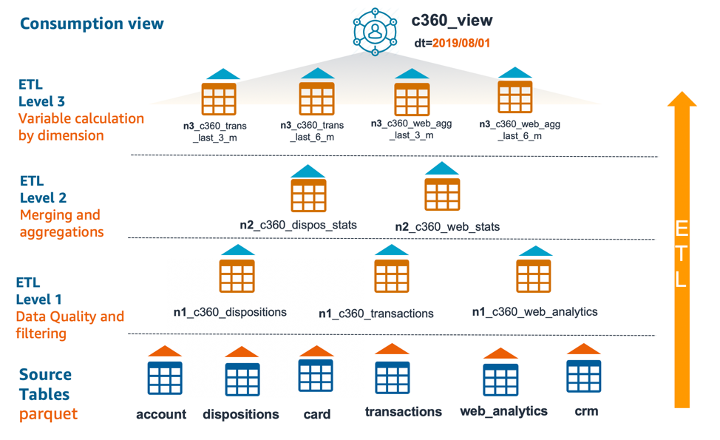 Consumption view
c360_view
dt=2019/08/01
ETL
Level 3
Variable calculation
by dimension
n3_c360_trans
_last_3_m
n3_c360_trans
_last_6_m
n3_c360_web_agg
_last_3_m
n3_c360_web_agg
_last_6_m
ETL
Level 2
Merging and
aggregations
n2_c360_dispos_stats
n2_c360_web_stats
ETL
Level 1
Data Quality and
filtering
n1_c360_dispositions
n1_c360_transactions
n1_c360_web_analytics
Source
Tables
parquet
account
dispositions
card
transactions
web_analytics
crm
ETL